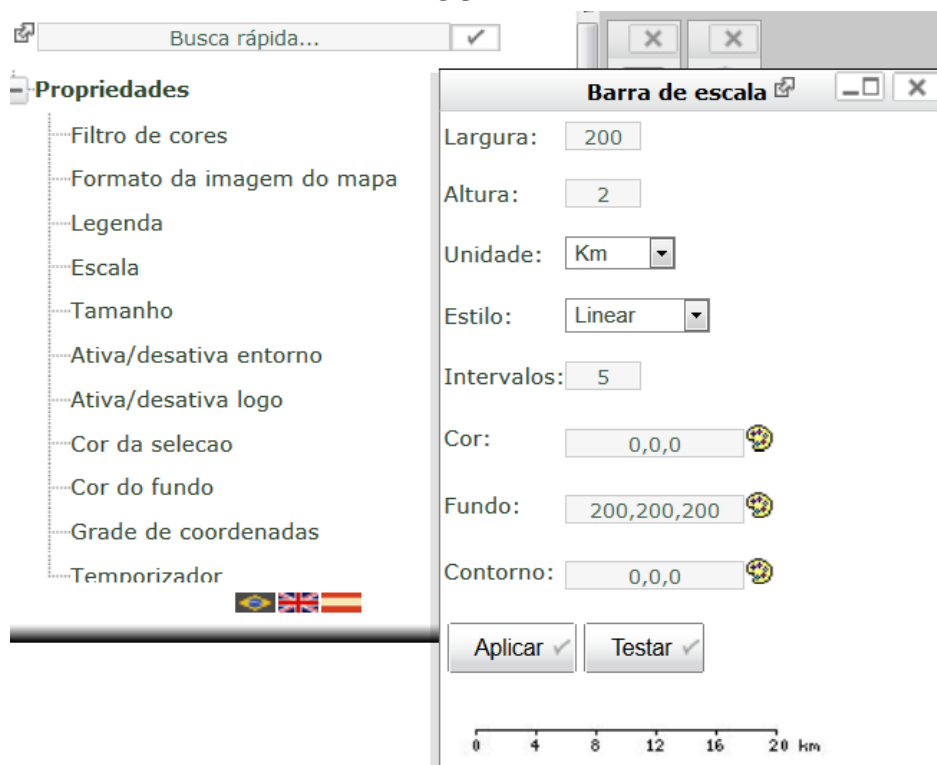 Busca rápida...
Propriedades
Filtro de cores
Formato da imagem do mapa
Legenda
Escala
Tamanho
Ativa/desativa entorno
Ativa/desativa logo
Cor da selecao
Cor do fundo
Grade de coordenadas
Temporizador
Barra de escala
Largura: 200
Altura: 2
Unidade: Km
Estilo: Linear
Intervalos: 5
Cor: 0,0,0
Fundo: 200,200,200
Contorno: 0,0,0
Aplicar Testar
0 4 8 12 16 20 km